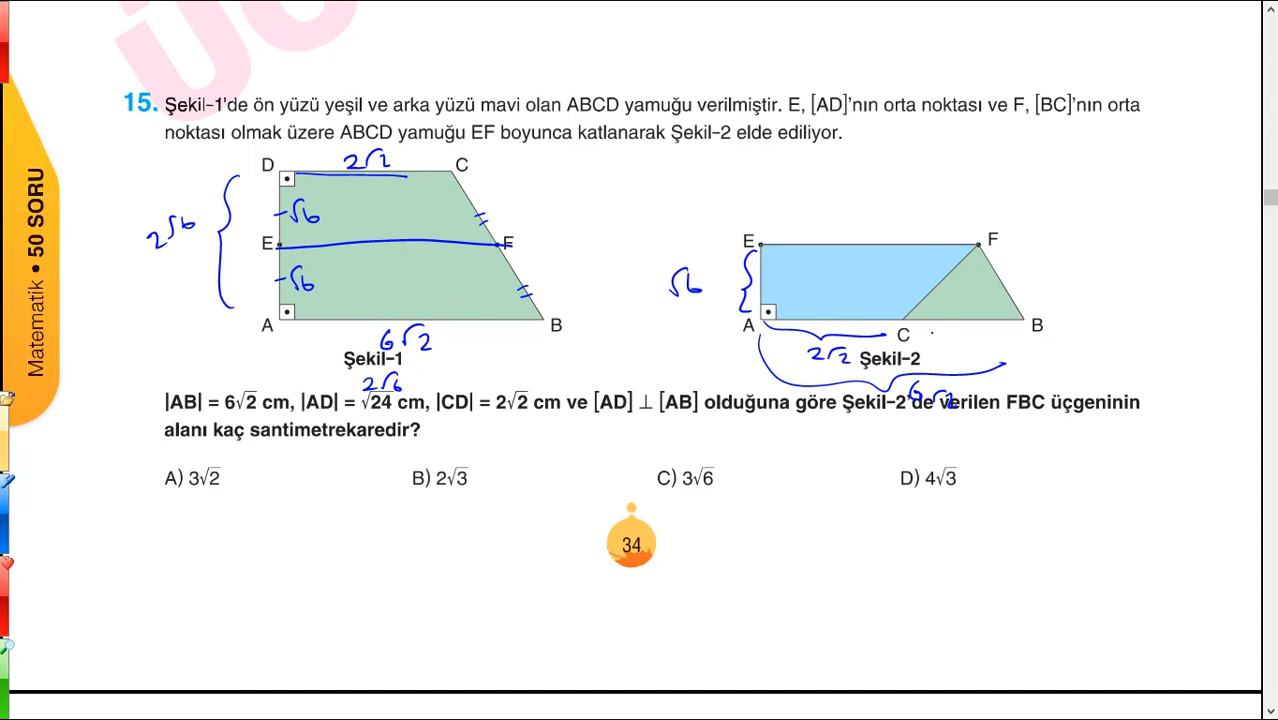 15. Şekil-1'de ön yüzü yeşil ve arka yüzü mavi olan ABCD yamuğu verilmiştir. E, [AD]'nın orta noktası ve F, [BC]'nın orta
noktası olmak üzere ABCD yamuğu EF boyunca katlanarak Şekil-2 elde ediliyor.
D 2√2 C
2√6 √6
E F
√6
A B
6√2
Şekil-1
E F
√6
A C B
2√2 Şekil-2
6√2
2√6
|AB| = 6√2 cm, |AD| = √24 cm, |CD| = 2√2 cm ve [AD] ⊥ [AB] olduğuna göre Şekil-2'de verilen FBC üçgeninin
alanı kaç santimetrekaredir?
A) 3√2 B) 2√3 C) 3√6 D) 4√3
34
Matematik • 50 SORU